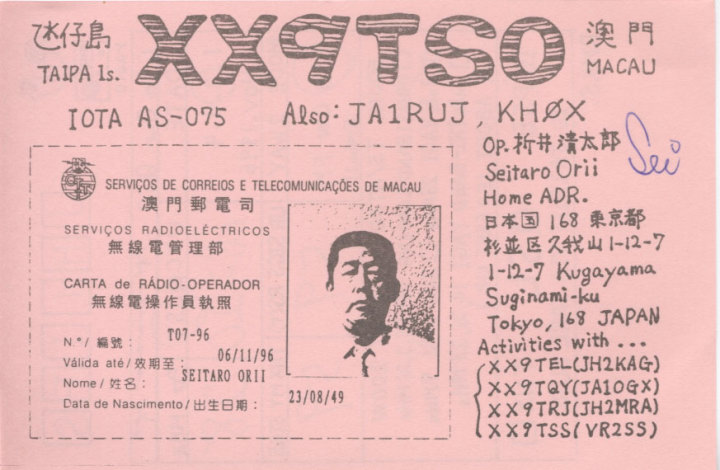 氹仔島
TAIPA Is.
XX9TSO
澳門
MACAU
IOTA AS-075 Also: JA1RUJ, KHØX
SERVIÇOS DE CORREIOS E TELECOMUNICAÇÕES DE MACAU
澳門郵電司
SERVIÇOS RADIOELÉCTRICOS
無線電管理部
CARTA de RÁDIO-OPERADOR
無線電操作員執照
N.º / 編號 : T07-96
Válida até / 效期至 : 06/11/96
Nome / 姓名 : SEITARO ORII
Data de Nascimento / 出生日期 : 23/08/49
Op. 折井清太郎
Sei
Seitaro Orii
Home ADR.
日本国 168 東京都
杉並区久我山 1-12-7
1-12-7 Kugayama
Suginami-ku
Tokyo, 168 JAPAN
Activities with ...
XX9TEL(JH2KAG)
XX9TQY(JA1OGX)
XX9TRJ(JH2MRA)
XX9TSS(VR2SS)